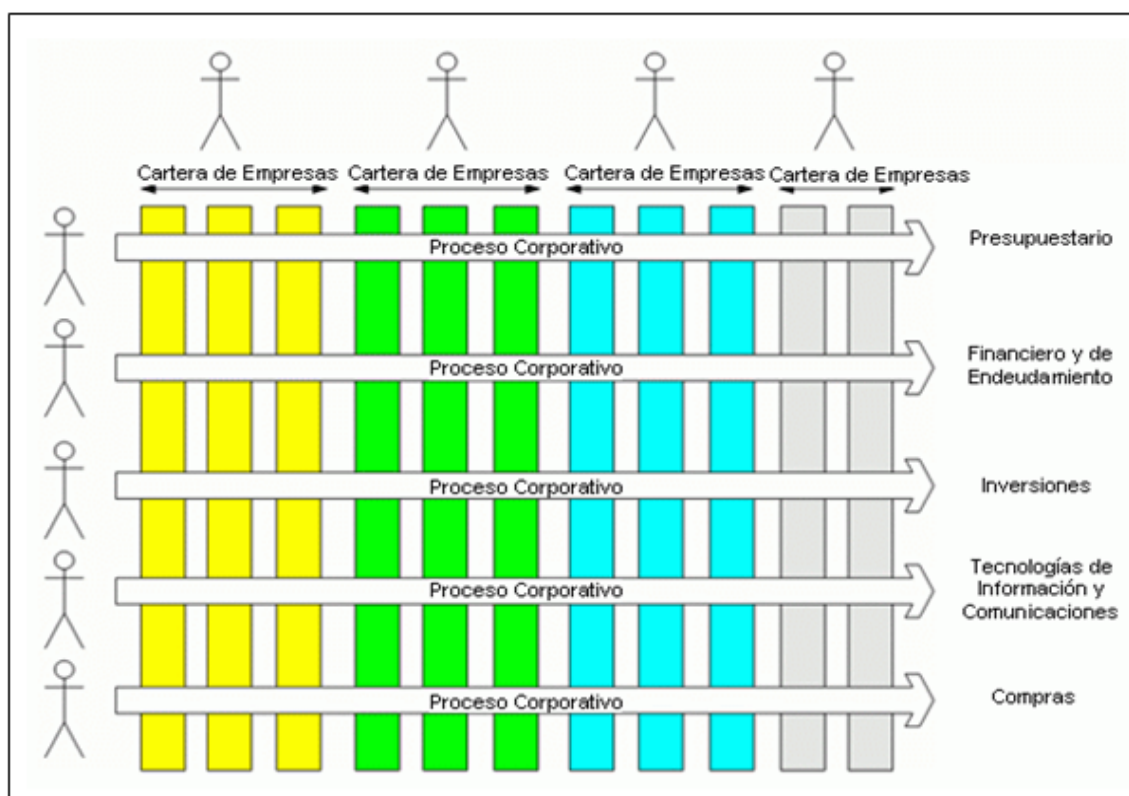 Cartera de Empresas
Cartera de Empresas
Cartera de Empresas
Cartera de Empresas
Proceso Corporativo
Presupuestario
Proceso Corporativo
Financiero y de
Endeudamiento
Proceso Corporativo
Inversiones
Proceso Corporativo
Tecnologías de
Información y
Comunicaciones
Proceso Corporativo
Compras